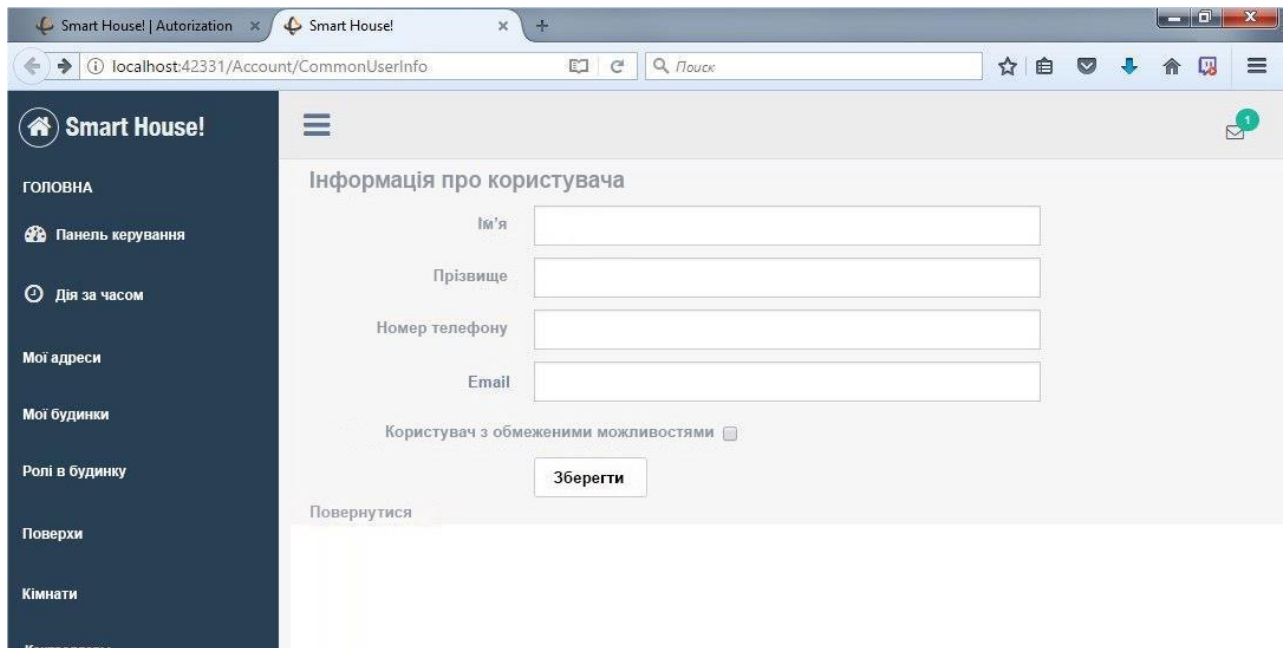 Smart House! | Autorization
Smart House!
localhost:42331/Account/CommonUserInfo
Поиск
Smart House!
1
ГОЛОВНА
Панель керування
Дія за часом
Мої адреси
Мої будинки
Ролі в будинку
Поверхи
Кімнати
Інформація про користувача
Ім'я
Прізвище
Номер телефону
Email
Користувач з обмеженими можливостями
Зберегти
Повернутися